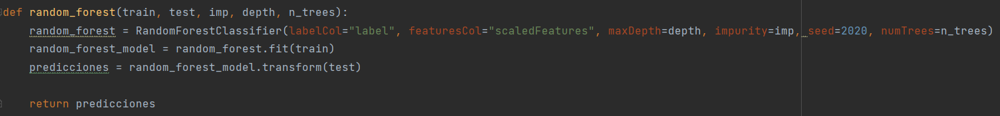 def random_forest(train, test, imp, depth, n_trees):
    random_forest = RandomForestClassifier(labelCol="label", featuresCol="scaledFeatures", maxDepth=depth, impurity=imp, seed=2020, numTrees=n_trees)
    random_forest_model = random_forest.fit(train)
    predicciones = random_forest_model.transform(test)

    return predicciones